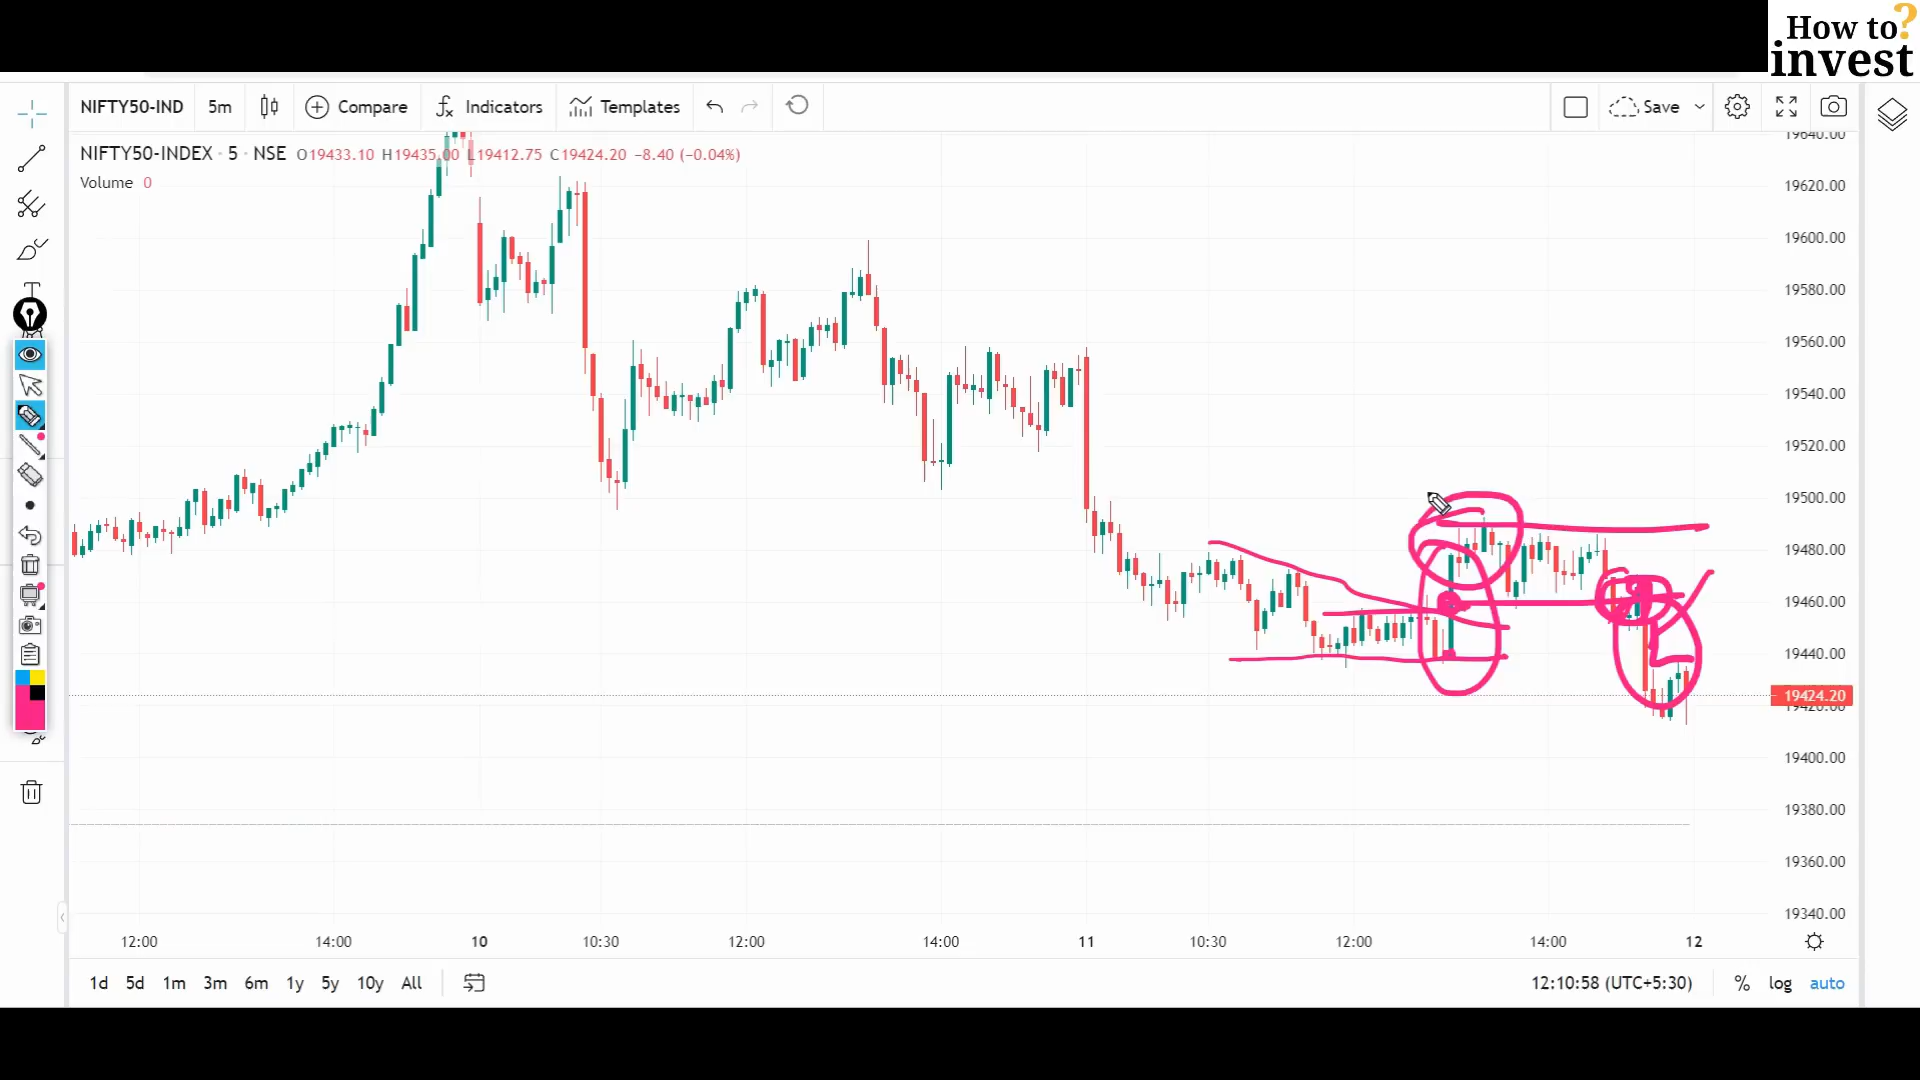 How to?
invest
NIFTY50-IND 5m Compare Indicators Templates Save
NIFTY50-INDEX · 5 · NSE O19433.10 H19435.00 L19412.75 C19424.20 −8.40 (−0.04%)
Volume 0
19640.00
19620.00
19600.00
19580.00
19560.00
19540.00
19520.00
19500.00
19480.00
19460.00
19440.00
19424.20
19420.00
19400.00
19380.00
19360.00
19340.00
12:00 14:00 10 10:30 12:00 14:00 11 10:30 12:00 14:00 12
1d 5d 1m 3m 6m 1y 5y 10y All 12:10:58 (UTC+5:30) % log auto